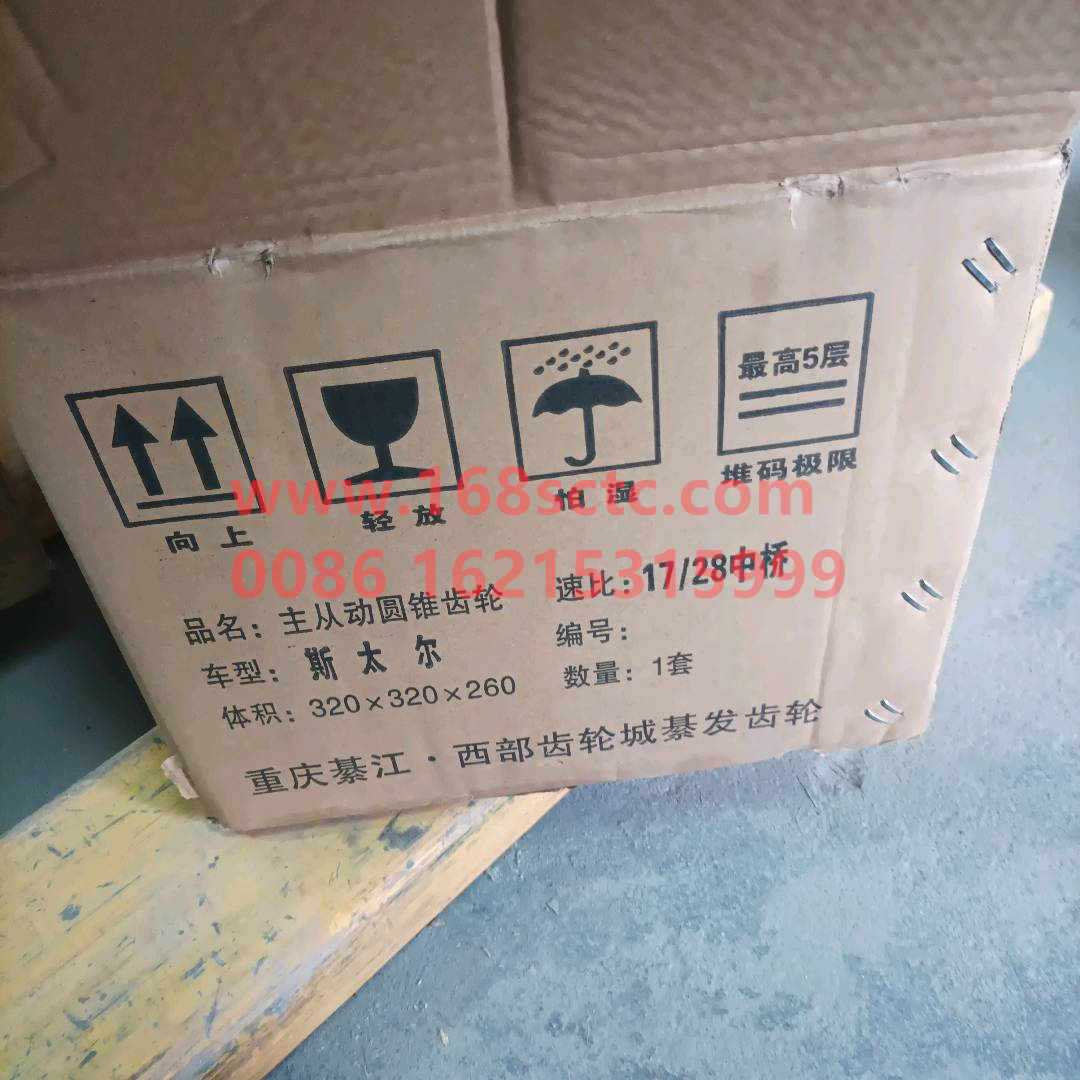 最高5层
向上
轻放
怕湿
堆码极限
www.168sctc.com
0086 16215315999
品名：主从动圆锥齿轮
速比：17/28中桥
车型：斯太尔
编号：
体积：320×320×260
数量：1套
重庆綦江·西部齿轮城綦发齿轮